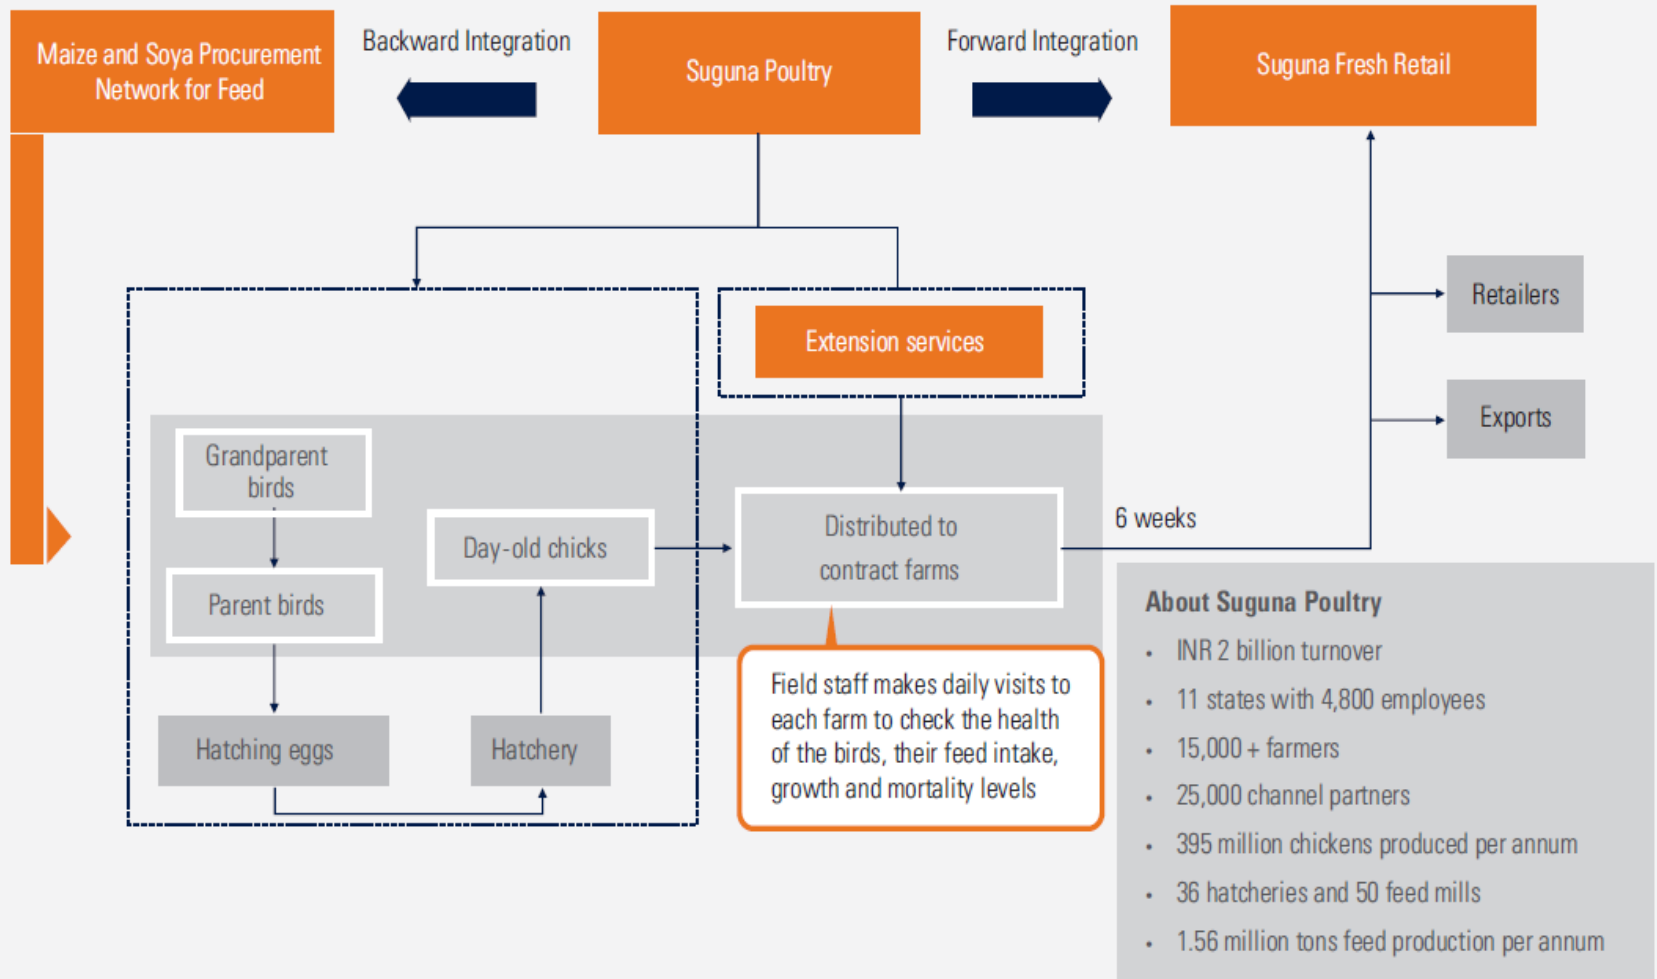 Maize and Soya Procurement
Network for Feed
Backward Integration
Suguna Poultry
Forward Integration
Suguna Fresh Retail
Retailers
Extension services
Exports
Grandparent
birds
Day-old chicks
Distributed to
contract farms
6 weeks
Parent birds
Hatching eggs
Hatchery
Field staff makes daily visits to
each farm to check the health
of the birds, their feed intake,
growth and mortality levels
About Suguna Poultry
• INR 2 billion turnover
• 11 states with 4,800 employees
• 15,000 + farmers
• 25,000 channel partners
• 395 million chickens produced per annum
• 36 hatcheries and 50 feed mills
• 1.56 million tons feed production per annum